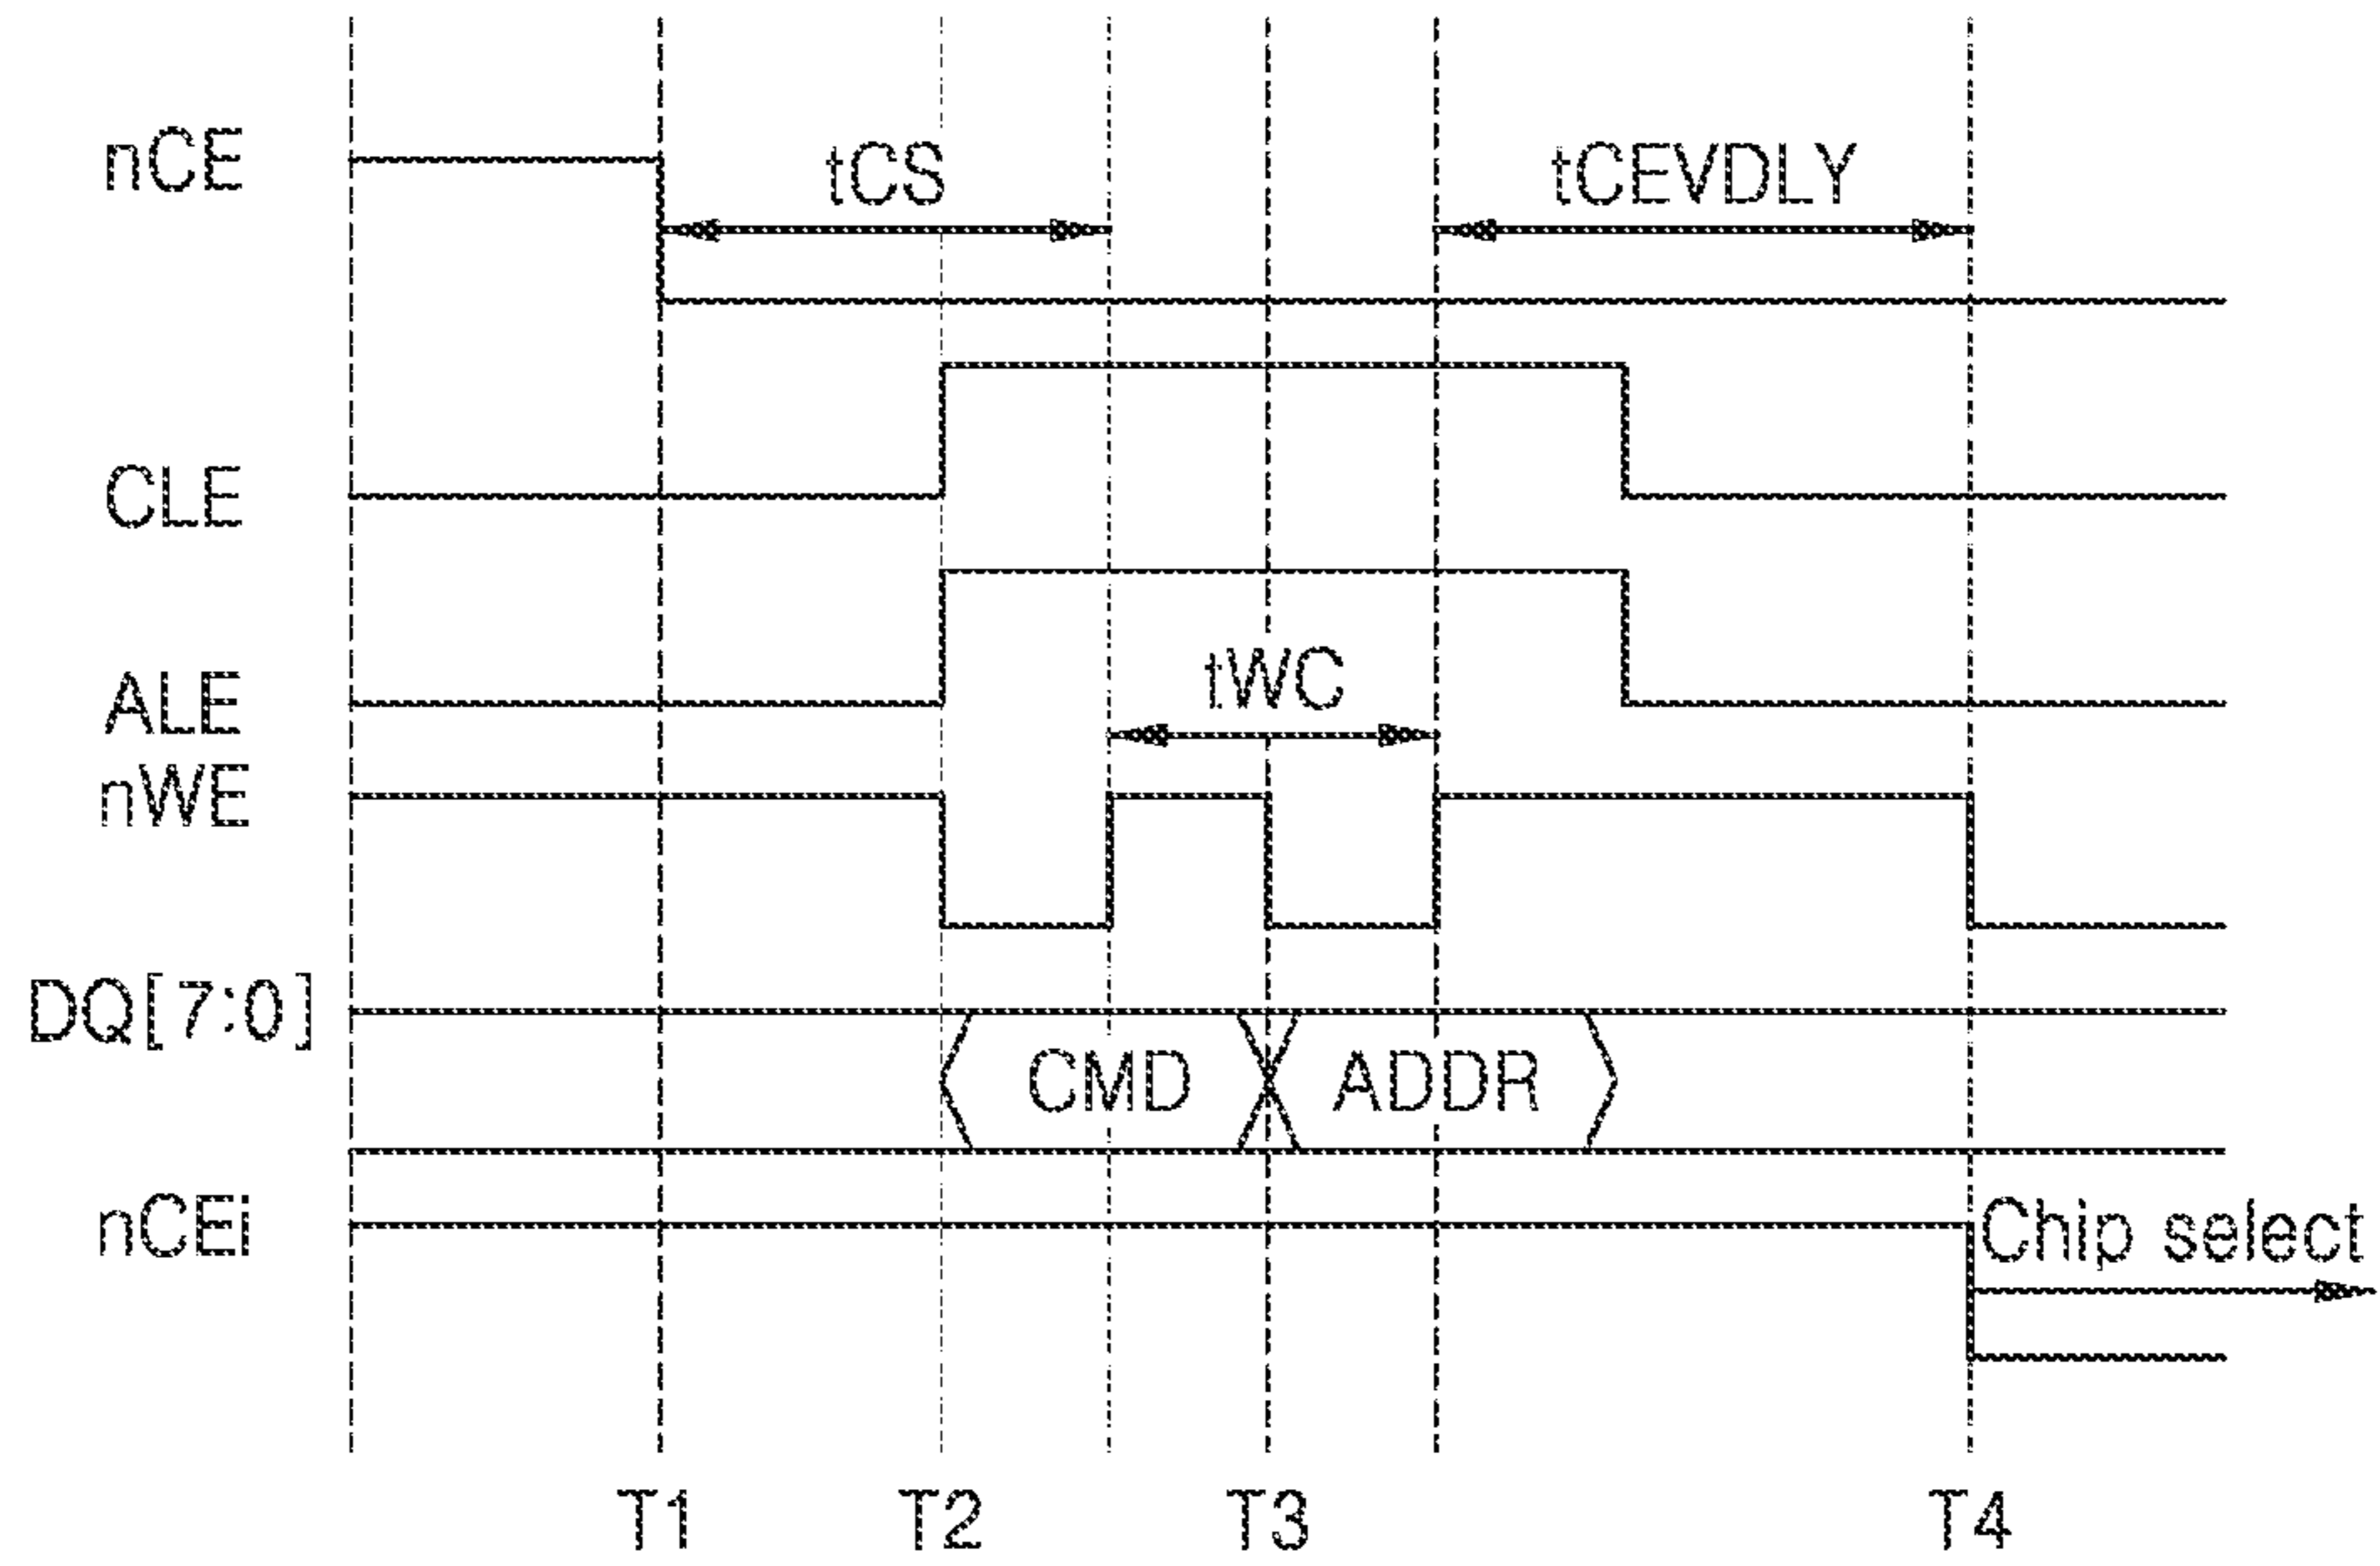 nCE
tCS
tCEVDLY
CLE
ALE
tWC
nWE
DQ[7:0]
CMD
ADDR
nCEi
Chip select
T1
T2
T3
T4